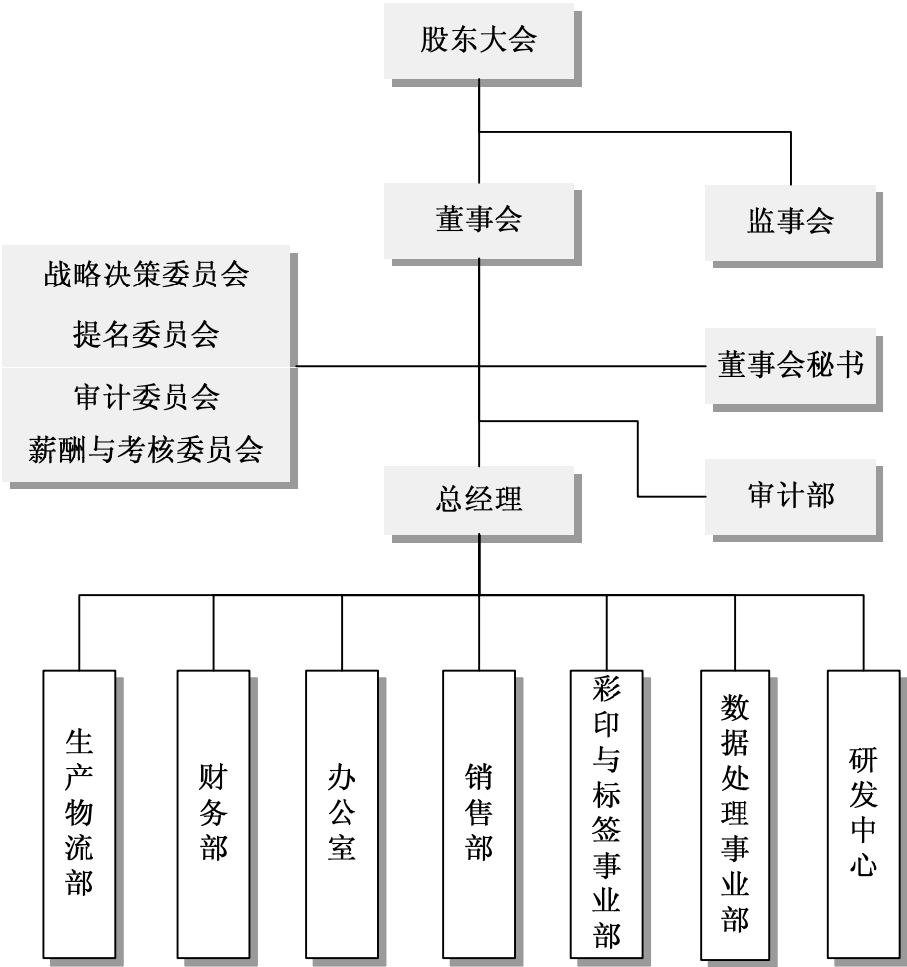 股东大会
董事会
监事会
战略决策委员会
提名委员会
审计委员会
薪酬与考核委员会
董事会秘书
审计部
总经理
生产物流部
财务部
办公室
销售部
彩印与标签事业部
数据处理事业部
研发中心